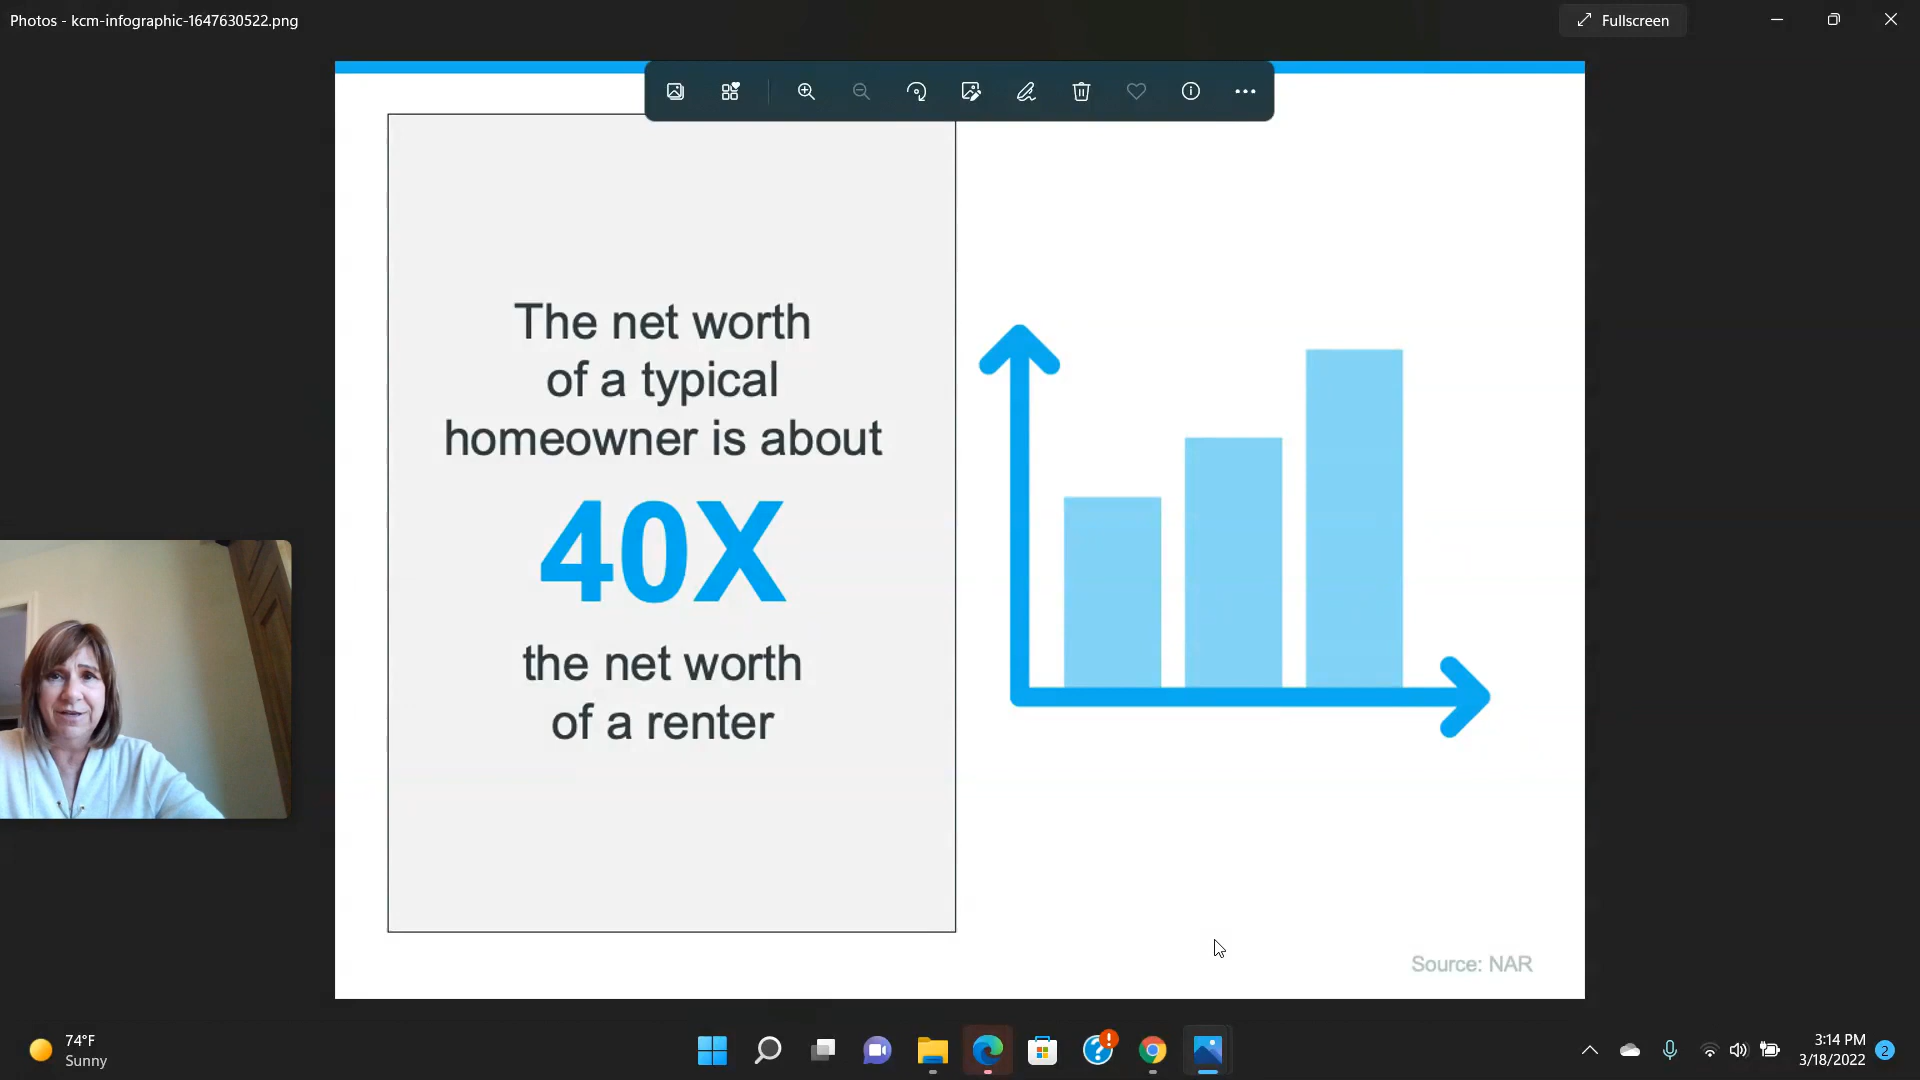 Photos - kcm-infographic-1647630522.png
Fullscreen
The net worth
of a typical
homeowner is about
40X
the net worth
of a renter
Source: NAR
74°F
Sunny
3:14 PM
3/18/2022
2